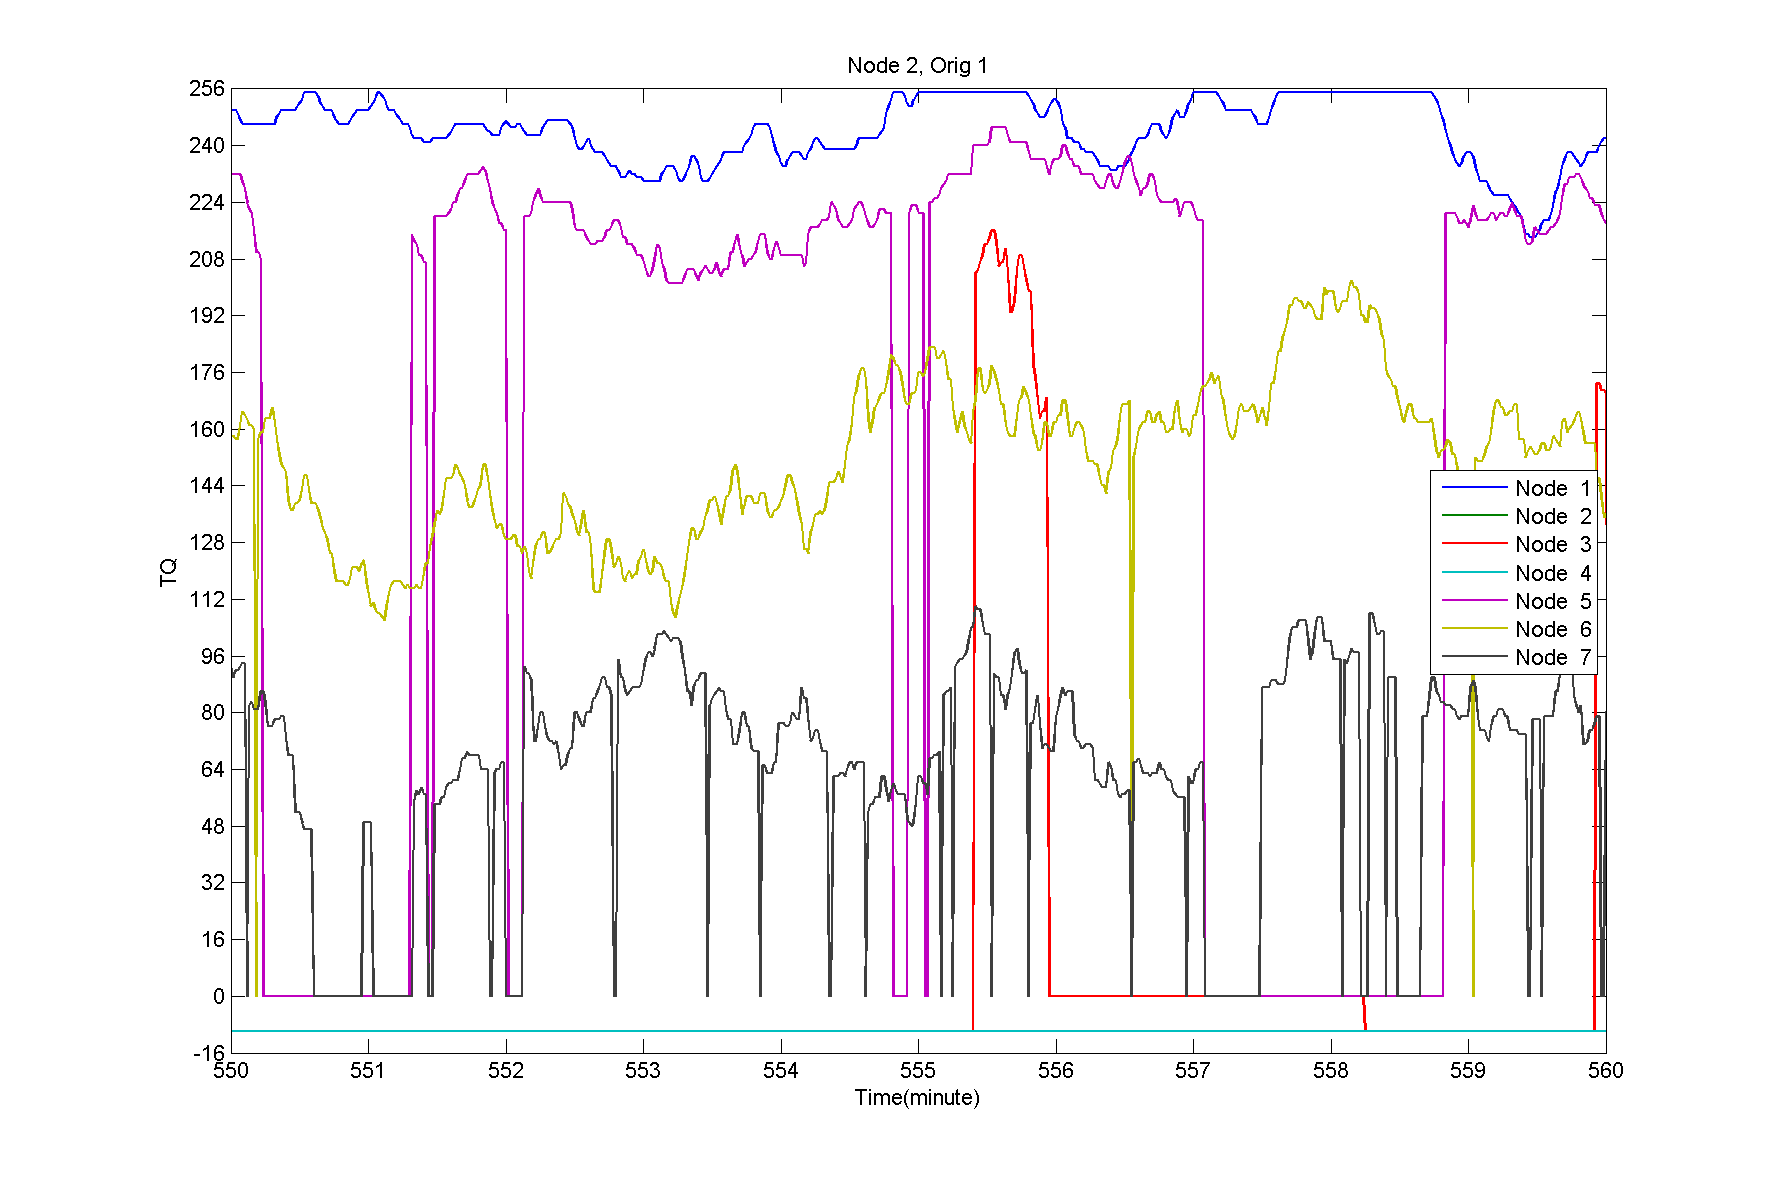 Node 2, Orig 1
256
240
224
208
192
176
160
144
128
112
96
80
64
48
32
16
0
-16
TQ
Node 1
Node 2
Node 3
Node 4
Node 5
Node 6
Node 7
550 551 552 553 554 555 556 557 558 559 560
Time(minute)